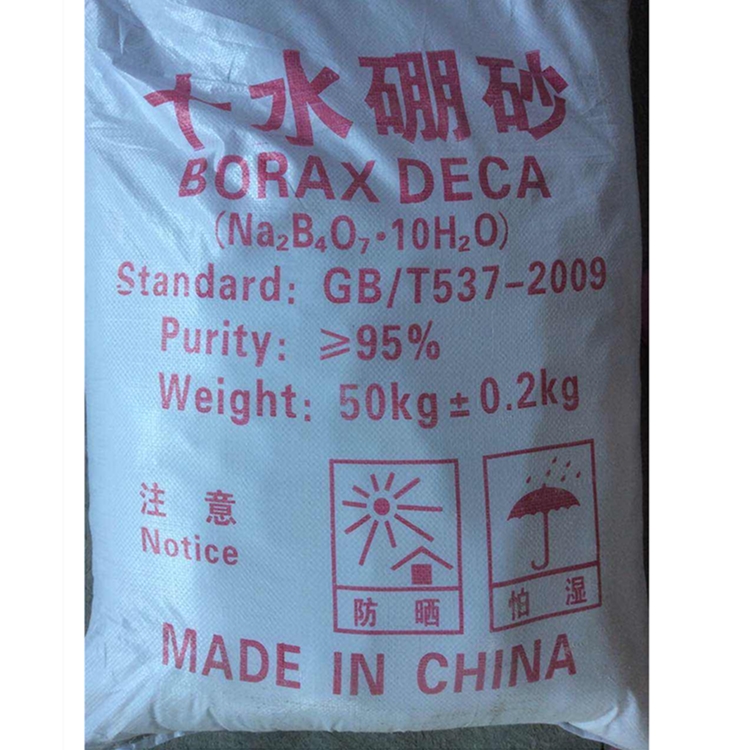 十水硼砂
BORAX DECA
(Na₂B₄O₇·10H₂O)
Standard: GB/T537-2009
Purity: ≥95%
Weight: 50kg±0.2kg
注意
Notice
防晒
怕湿
MADE IN CHINA